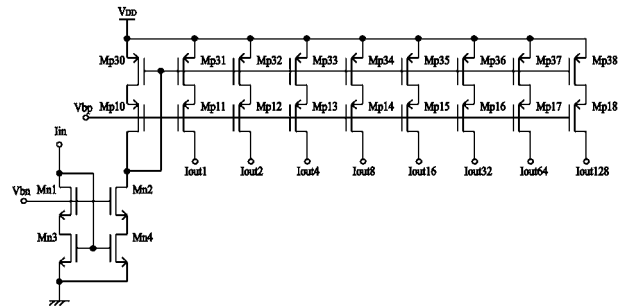 VDD
Mp30 Mp31 Mp32 Mp33 Mp34 Mp35 Mp36 Mp37 Mp38
Vbp Mp10 Mp11 Mp12 Mp13 Mp14 Mp15 Mp16 Mp17 Mp18
Iin
Iout1 Iout2 Iout4 Iout8 Iout16 Iout32 Iout64 Iout128
Vbn Mn1 Mn2
Mn3 Mn4